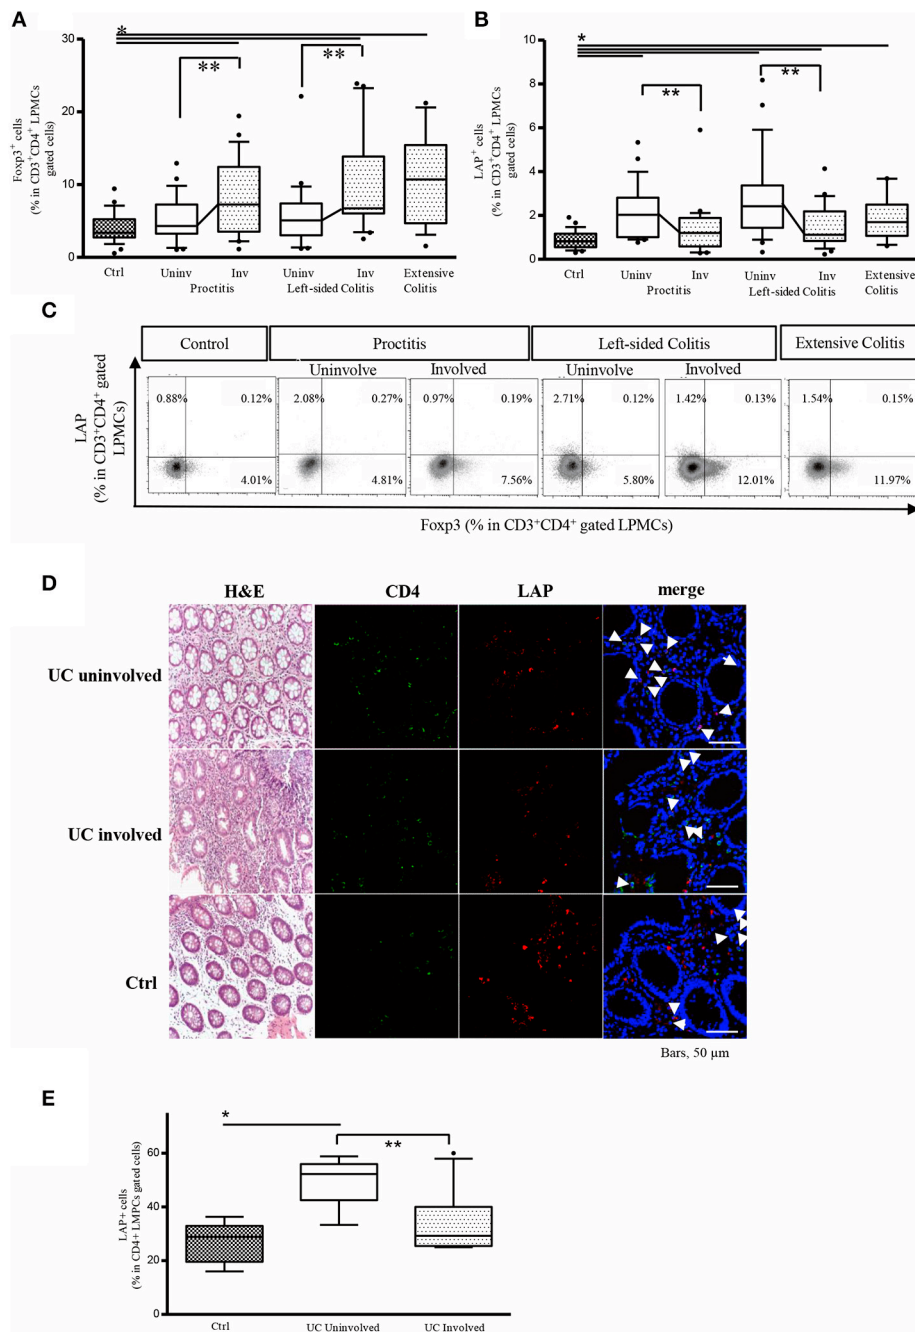 A
*
30
**
**
20
10
0
Foxp3⁺ cells
(% in CD3⁺CD4⁺ LPMCs
gated cells)
Ctrl Uninv Inv Uninv Inv Extensive
Proctitis Left-sided Colitis Colitis
B
*
10
**
**
8
6
4
2
0
LAP⁺ cells
(% in CD3⁺CD4⁺ LPMCs
gated cells)
Ctrl Uninv Inv Uninv Inv Extensive
Proctitis Left-sided Colitis Colitis
C
Control Proctitis Left-sided Colitis Extensive Colitis
Uninvolve Involved Uninvolve Involved
LAP
(% in CD3⁺CD4⁺ gated
LPMCs)
0.88% 0.12% 2.08% 0.27% 0.97% 0.19% 2.71% 0.12% 1.42% 0.13% 1.54% 0.15%
4.01% 4.81% 7.56% 5.80% 12.01% 11.97%
Foxp3 (% in CD3⁺CD4⁺ gated LPMCs)
D
H&E CD4 LAP merge
UC uninvolved
UC involved
Ctrl
Bars, 50 µm
E
*
**
60
40
20
0
LAP+ cells
(% in CD4+ LMPCs gated cells)
Ctrl UC Uninvolved UC Involved